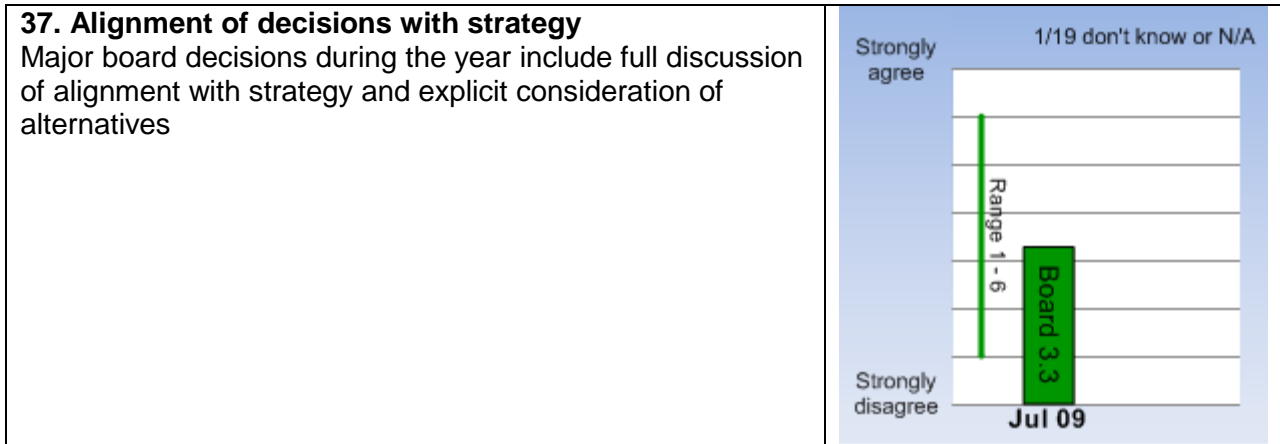 37. Alignment of decisions with strategy
Major board decisions during the year include full discussion
of alignment with strategy and explicit consideration of
alternatives
1/19 don't know or N/A
Strongly
agree
Range 1 - 6
Board 3.3
Strongly
disagree
Jul 09